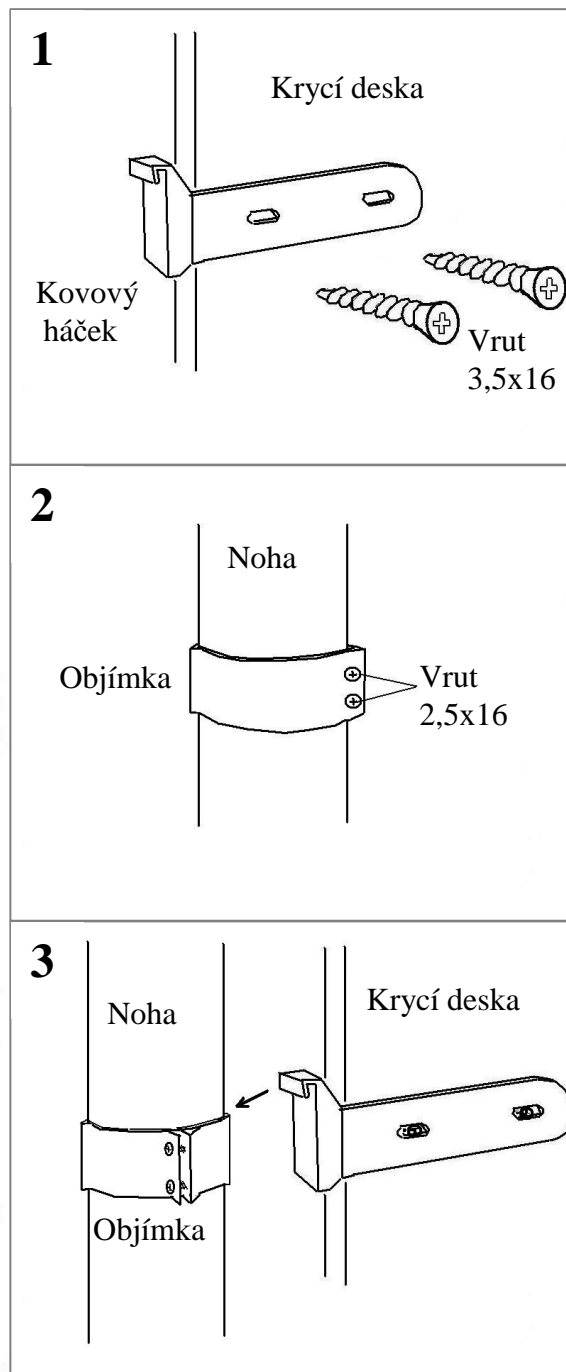 1
Krycí deska
Kovový
háček
Vrut
3,5x16
2
Noha
Objímka
Vrut
2,5x16
3
Noha
Krycí deska
Objímka